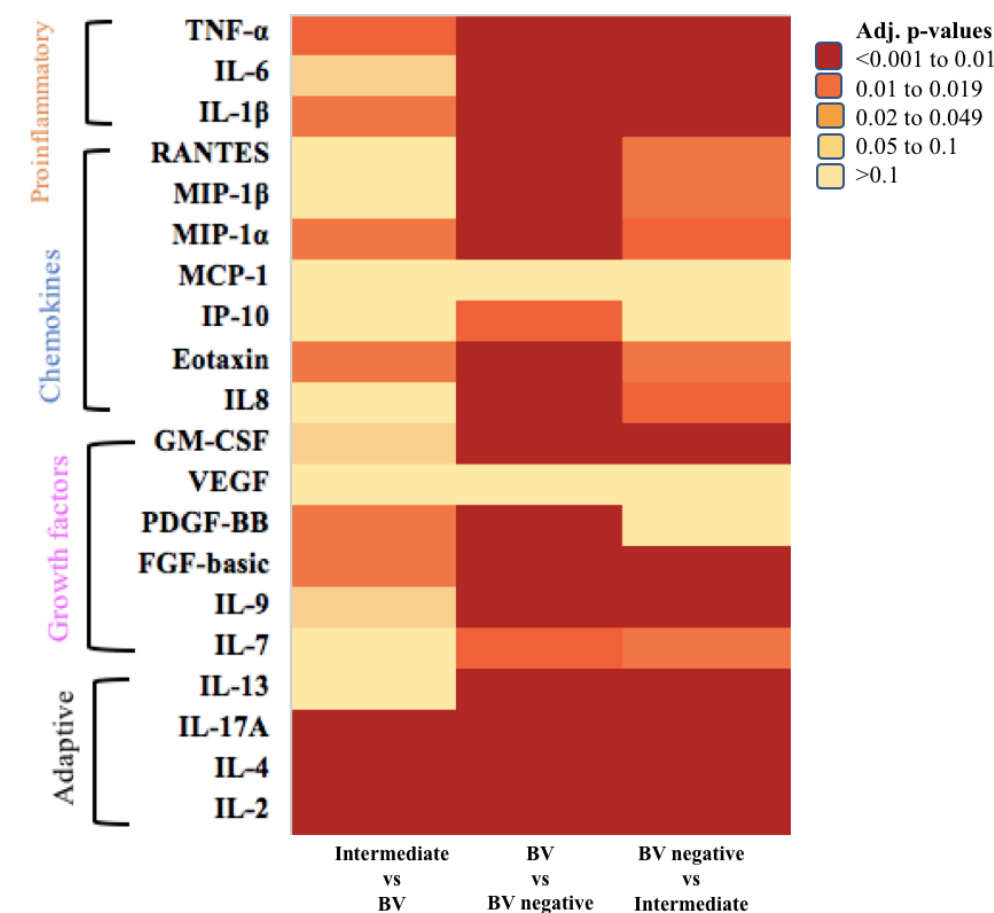 Proinflammatory
Chemokines
Growth factors
Adaptive
TNF-α
IL-6
IL-1β
RANTES
MIP-1β
MIP-1α
MCP-1
IP-10
Eotaxin
IL8
GM-CSF
VEGF
PDGF-BB
FGF-basic
IL-9
IL-7
IL-13
IL-17A
IL-4
IL-2
Intermediate
vs
BV
BV
vs
BV negative
BV negative
vs
Intermediate
Adj. p-values
<0.001 to 0.01
0.01 to 0.019
0.02 to 0.049
0.05 to 0.1
>0.1